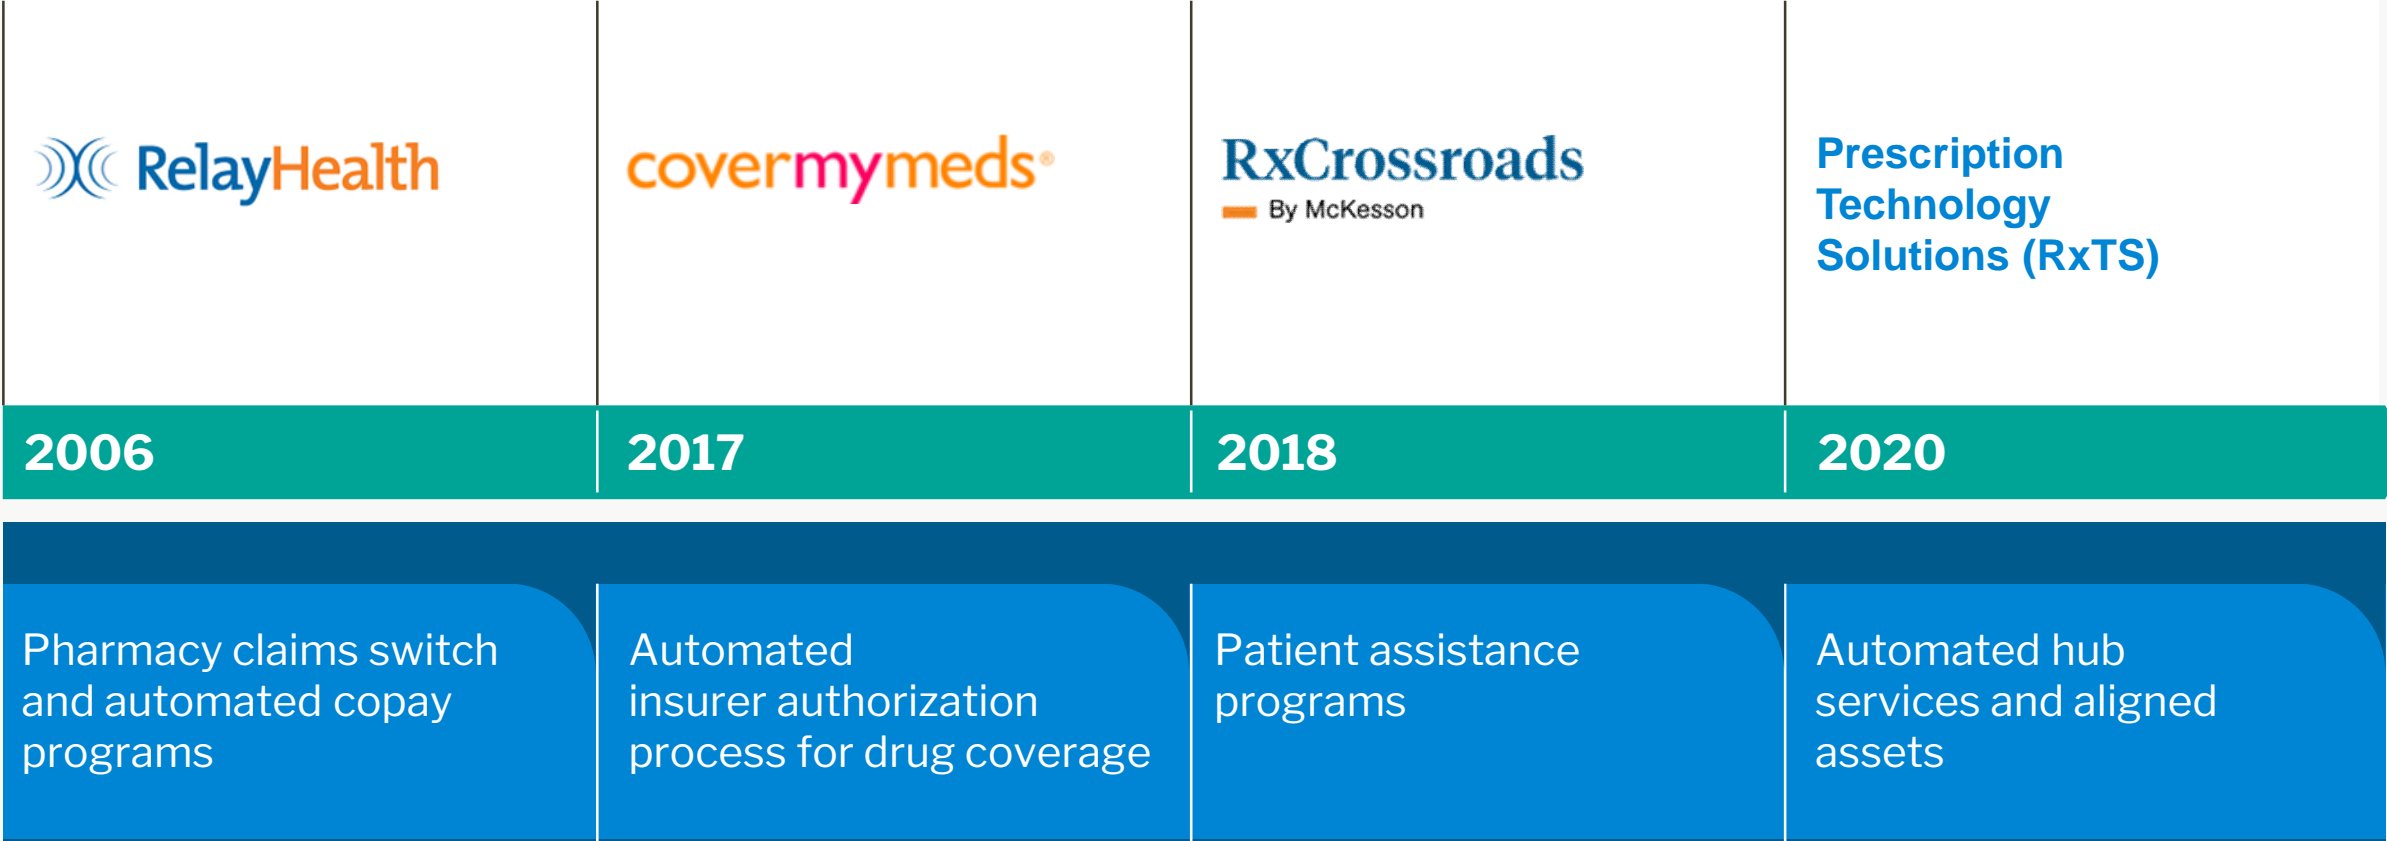 RelayHealth
covermymeds®
RxCrossroads
By McKesson
Prescription
Technology
Solutions (RxTS)
2006
2017
2018
2020
Pharmacy claims switch
and automated copay
programs
Automated
insurer authorization
process for drug coverage
Patient assistance
programs
Automated hub
services and aligned
assets